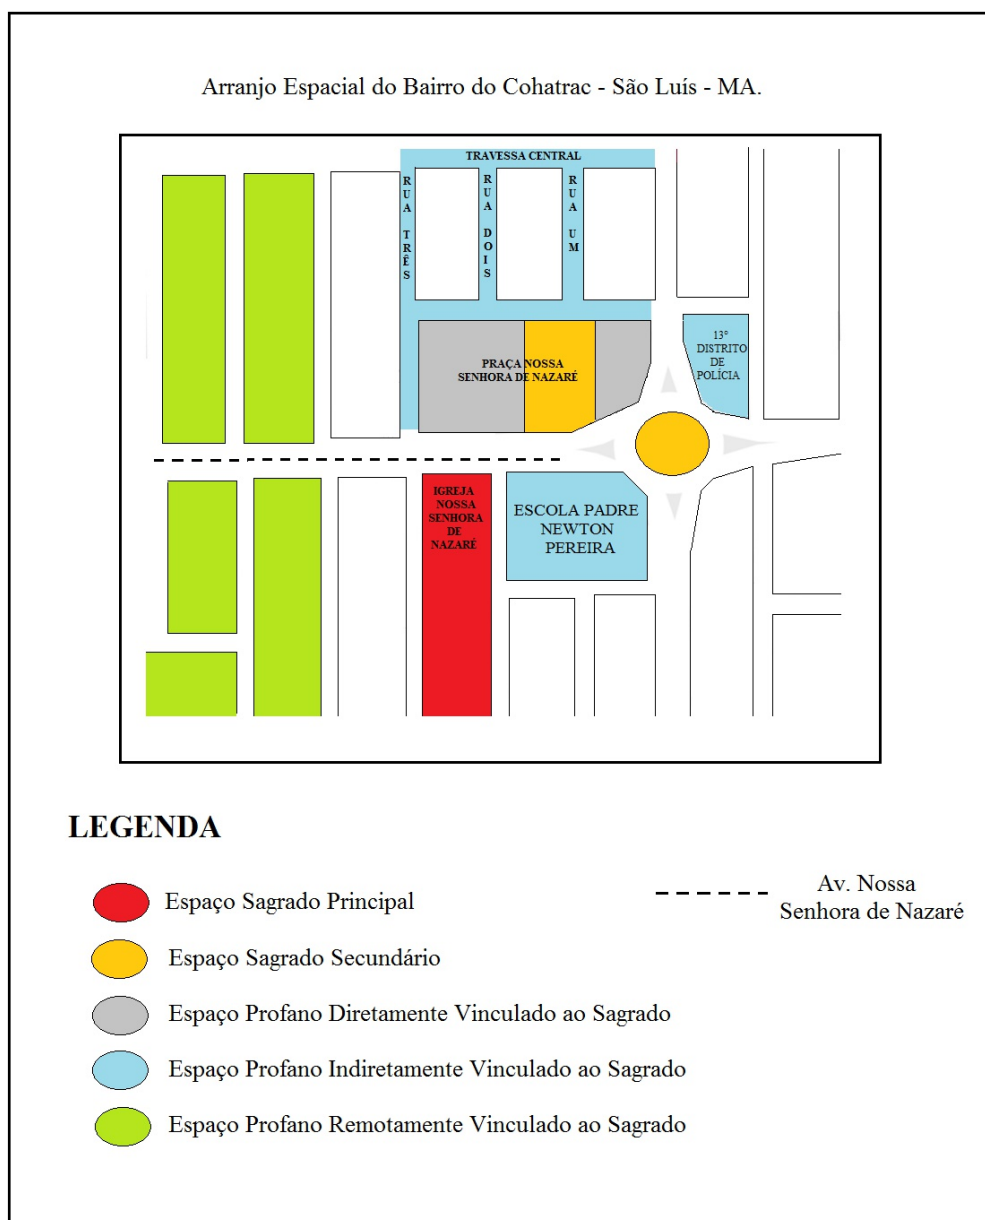 Arranjo Espacial do Bairro do Cohatrac - São Luís - MA.
TRAVESSA CENTRAL
RUA TRÊS
RUA DOIS
RUA UM
13º
DISTRITO
DE
POLÍCIA
PRAÇA NOSSA
SENHORA DE NAZARÉ
IGREJA
NOSSA
SENHORA
DE
NAZARÉ
ESCOLA PADRE
NEWTON
PEREIRA
LEGENDA
Espaço Sagrado Principal
Av. Nossa
Senhora de Nazaré
Espaço Sagrado Secundário
Espaço Profano Diretamente Vinculado ao Sagrado
Espaço Profano Indiretamente Vinculado ao Sagrado
Espaço Profano Remotamente Vinculado ao Sagrado